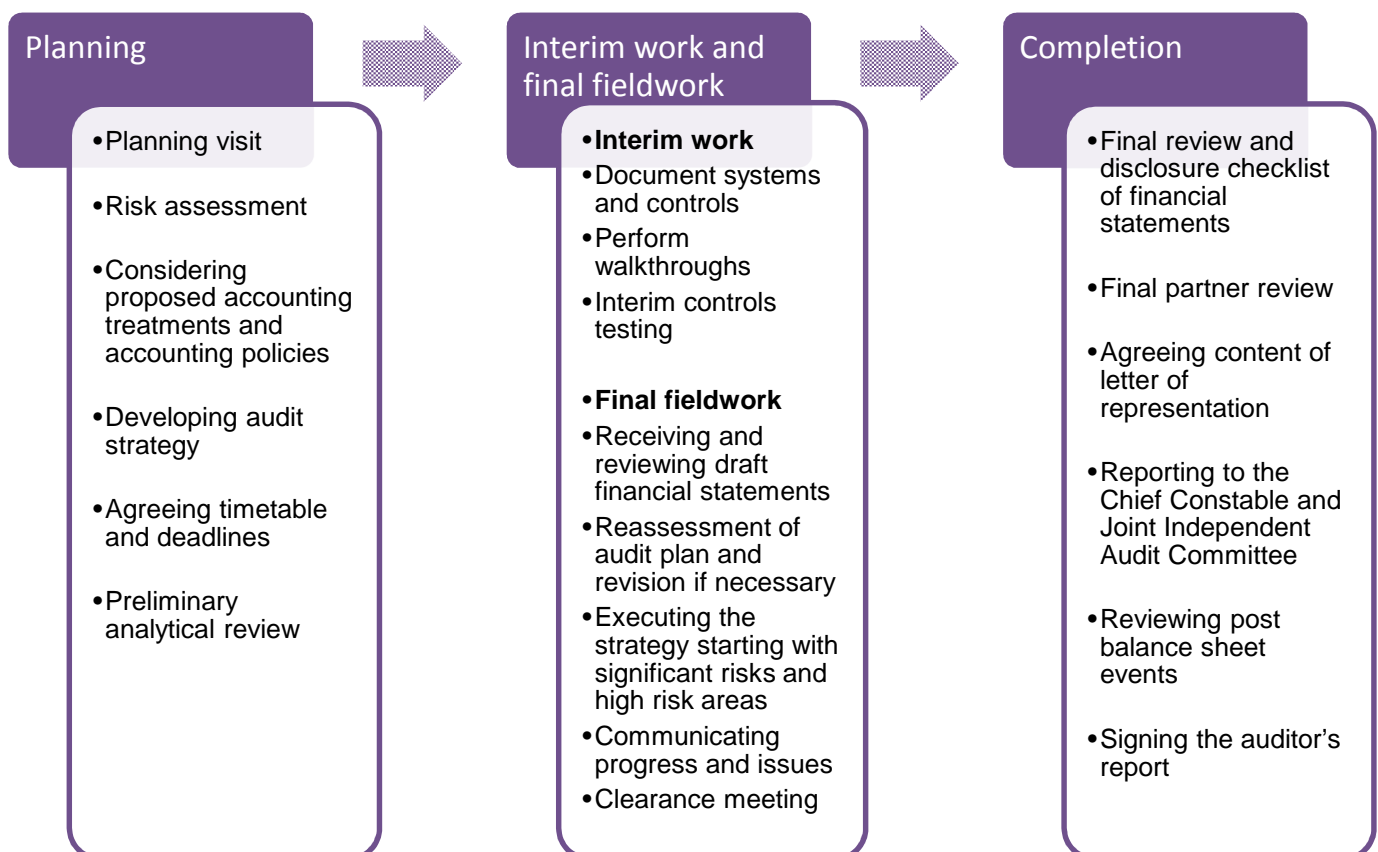 Planning
•Planning visit
•Risk assessment
•Considering
proposed accounting
treatments and
accounting policies
•Developing audit
strategy
•Agreeing timetable
and deadlines
•Preliminary
analytical review
Interim work and
final fieldwork
•Interim work
•Document systems
and controls
•Perform
walkthroughs
•Interim controls
testing
•Final fieldwork
•Receiving and
reviewing draft
financial statements
•Reassessment of
audit plan and
revision if necessary
•Executing the
strategy starting with
significant risks and
high risk areas
•Communicating
progress and issues
•Clearance meeting
Completion
•Final review and
disclosure checklist
of financial
statements
•Final partner review
•Agreeing content of
letter of
representation
•Reporting to the
Chief Constable and
Joint Independent
Audit Committee
•Reviewing post
balance sheet
events
•Signing the auditor’s
report